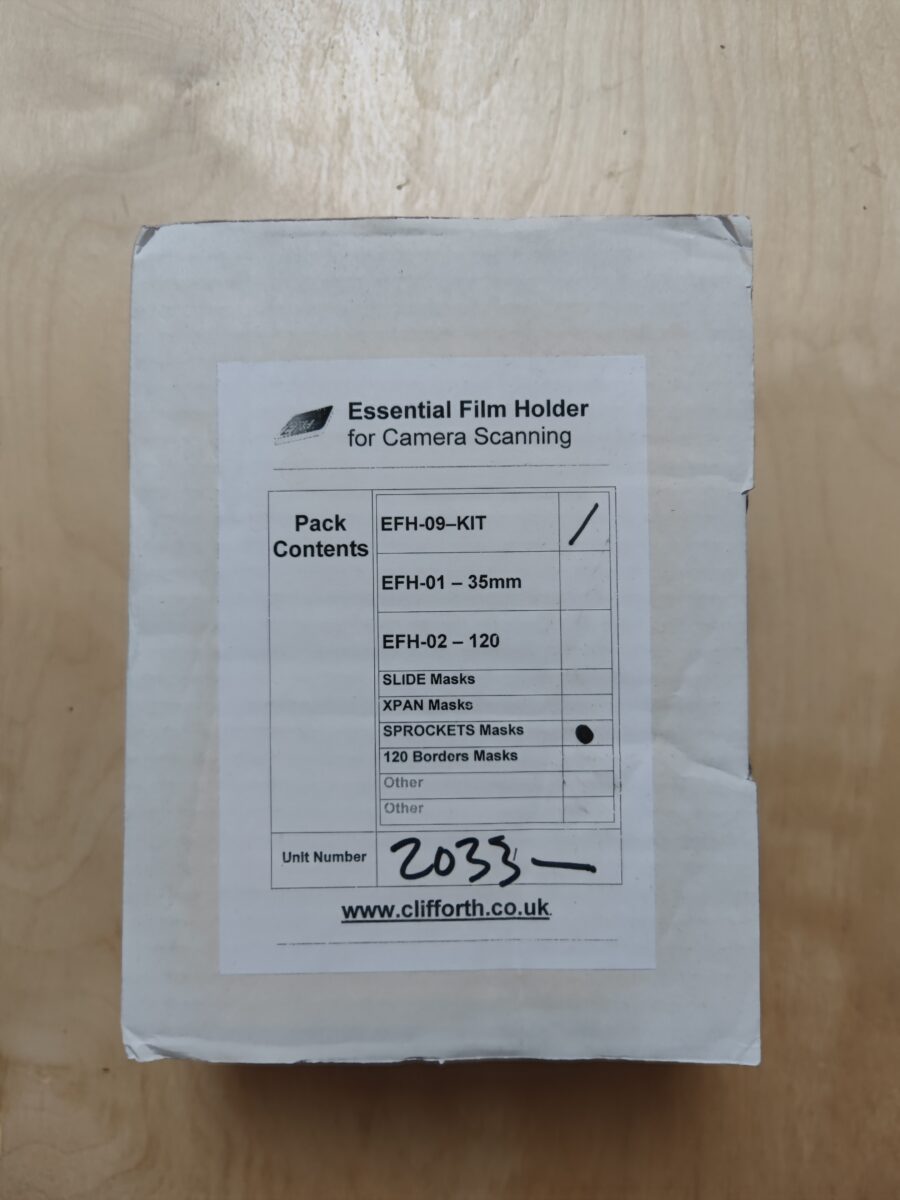 Essential Film Holder
for Camera Scanning
Pack
Contents
EFH-09–KIT
EFH-01 – 35mm
EFH-02 – 120
SLIDE Masks
XPAN Masks
SPROCKETS Masks
120 Borders Masks
Other
Other
Unit Number
2033
www.clifforth.co.uk